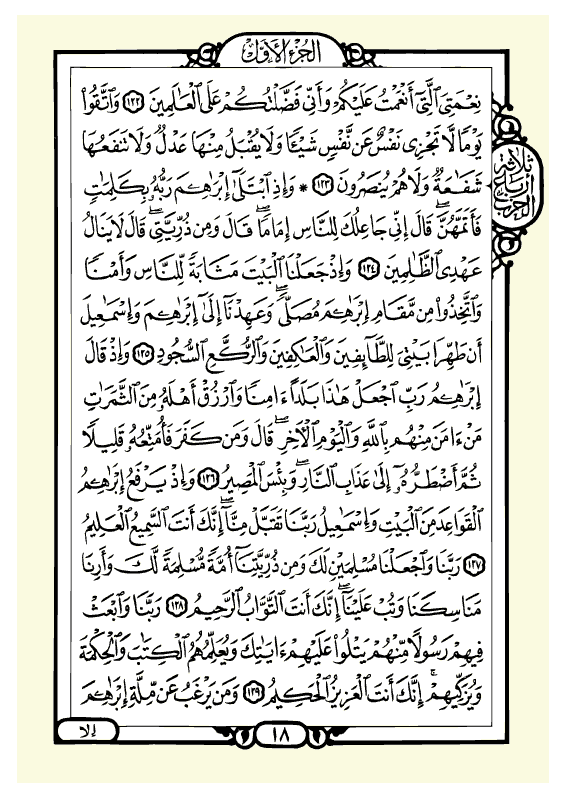 الجزء الأول
نِعْمَتِىَ ٱلَّتِىٓ أَنْعَمْتُ عَلَيْكُمْ وَأَنِّى فَضَّلْتُكُمْ عَلَى ٱلْعَٰلَمِينَ ١٢٢ وَٱتَّقُوا۟
يَوْمًا لَّا تَجْزِى نَفْسٌ عَن نَّفْسٍ شَيْـًٔا وَلَا يُقْبَلُ مِنْهَا عَدْلٌ وَلَا تَنفَعُهَا
شَفَٰعَةٌ وَلَا هُمْ يُنصَرُونَ ١٢٣ * وَإِذِ ٱبْتَلَىٰٓ إِبْرَٰهِـۧمَ رَبُّهُۥ بِكَلِمَٰتٍ
فَأَتَمَّهُنَّ ۖ قَالَ إِنِّى جَاعِلُكَ لِلنَّاسِ إِمَامًا ۖ قَالَ وَمِن ذُرِّيَّتِى ۖ قَالَ لَا يَنَالُ
عَهْدِى ٱلظَّٰلِمِينَ ١٢٤ وَإِذْ جَعَلْنَا ٱلْبَيْتَ مَثَابَةً لِّلنَّاسِ وَأَمْنًا
وَٱتَّخِذُوا۟ مِن مَّقَامِ إِبْرَٰهِـۧمَ مُصَلًّى ۖ وَعَهِدْنَآ إِلَىٰٓ إِبْرَٰهِـۧمَ وَإِسْمَٰعِيلَ
أَن طَهِّرَا بَيْتِىَ لِلطَّآئِفِينَ وَٱلْعَٰكِفِينَ وَٱلرُّكَّعِ ٱلسُّجُودِ ١٢٥ وَإِذْ قَالَ
إِبْرَٰهِـۧمُ رَبِّ ٱجْعَلْ هَٰذَا بَلَدًا ءَامِنًا وَٱرْزُقْ أَهْلَهُۥ مِنَ ٱلثَّمَرَٰتِ
مَنْ ءَامَنَ مِنْهُم بِٱللَّهِ وَٱلْيَوْمِ ٱلْـَٔاخِرِ ۖ قَالَ وَمَن كَفَرَ فَأُمَتِّعُهُۥ قَلِيلًا
ثُمَّ أَضْطَرُّهُۥٓ إِلَىٰ عَذَابِ ٱلنَّارِ ۖ وَبِئْسَ ٱلْمَصِيرُ ١٢٦ وَإِذْ يَرْفَعُ إِبْرَٰهِـۧمُ
ٱلْقَوَاعِدَ مِنَ ٱلْبَيْتِ وَإِسْمَٰعِيلُ رَبَّنَا تَقَبَّلْ مِنَّآ ۖ إِنَّكَ أَنتَ ٱلسَّمِيعُ ٱلْعَلِيمُ
١٢٧ رَبَّنَا وَٱجْعَلْنَا مُسْلِمَيْنِ لَكَ وَمِن ذُرِّيَّتِنَآ أُمَّةً مُّسْلِمَةً لَّكَ وَأَرِنَا
مَنَاسِكَنَا وَتُبْ عَلَيْنَآ ۖ إِنَّكَ أَنتَ ٱلتَّوَّابُ ٱلرَّحِيمُ ١٢٨ رَبَّنَا وَٱبْعَثْ
فِيهِمْ رَسُولًا مِّنْهُمْ يَتْلُوا۟ عَلَيْهِمْ ءَايَٰتِكَ وَيُعَلِّمُهُمُ ٱلْكِتَٰبَ وَٱلْحِكْمَةَ
وَيُزَكِّيهِمْ ۚ إِنَّكَ أَنتَ ٱلْعَزِيزُ ٱلْحَكِيمُ ١٢٩ وَمَن يَرْغَبُ عَن مِّلَّةِ إِبْرَٰهِـۧمَ
ثلاثة
أرباع
الحزب
١٨
إلا